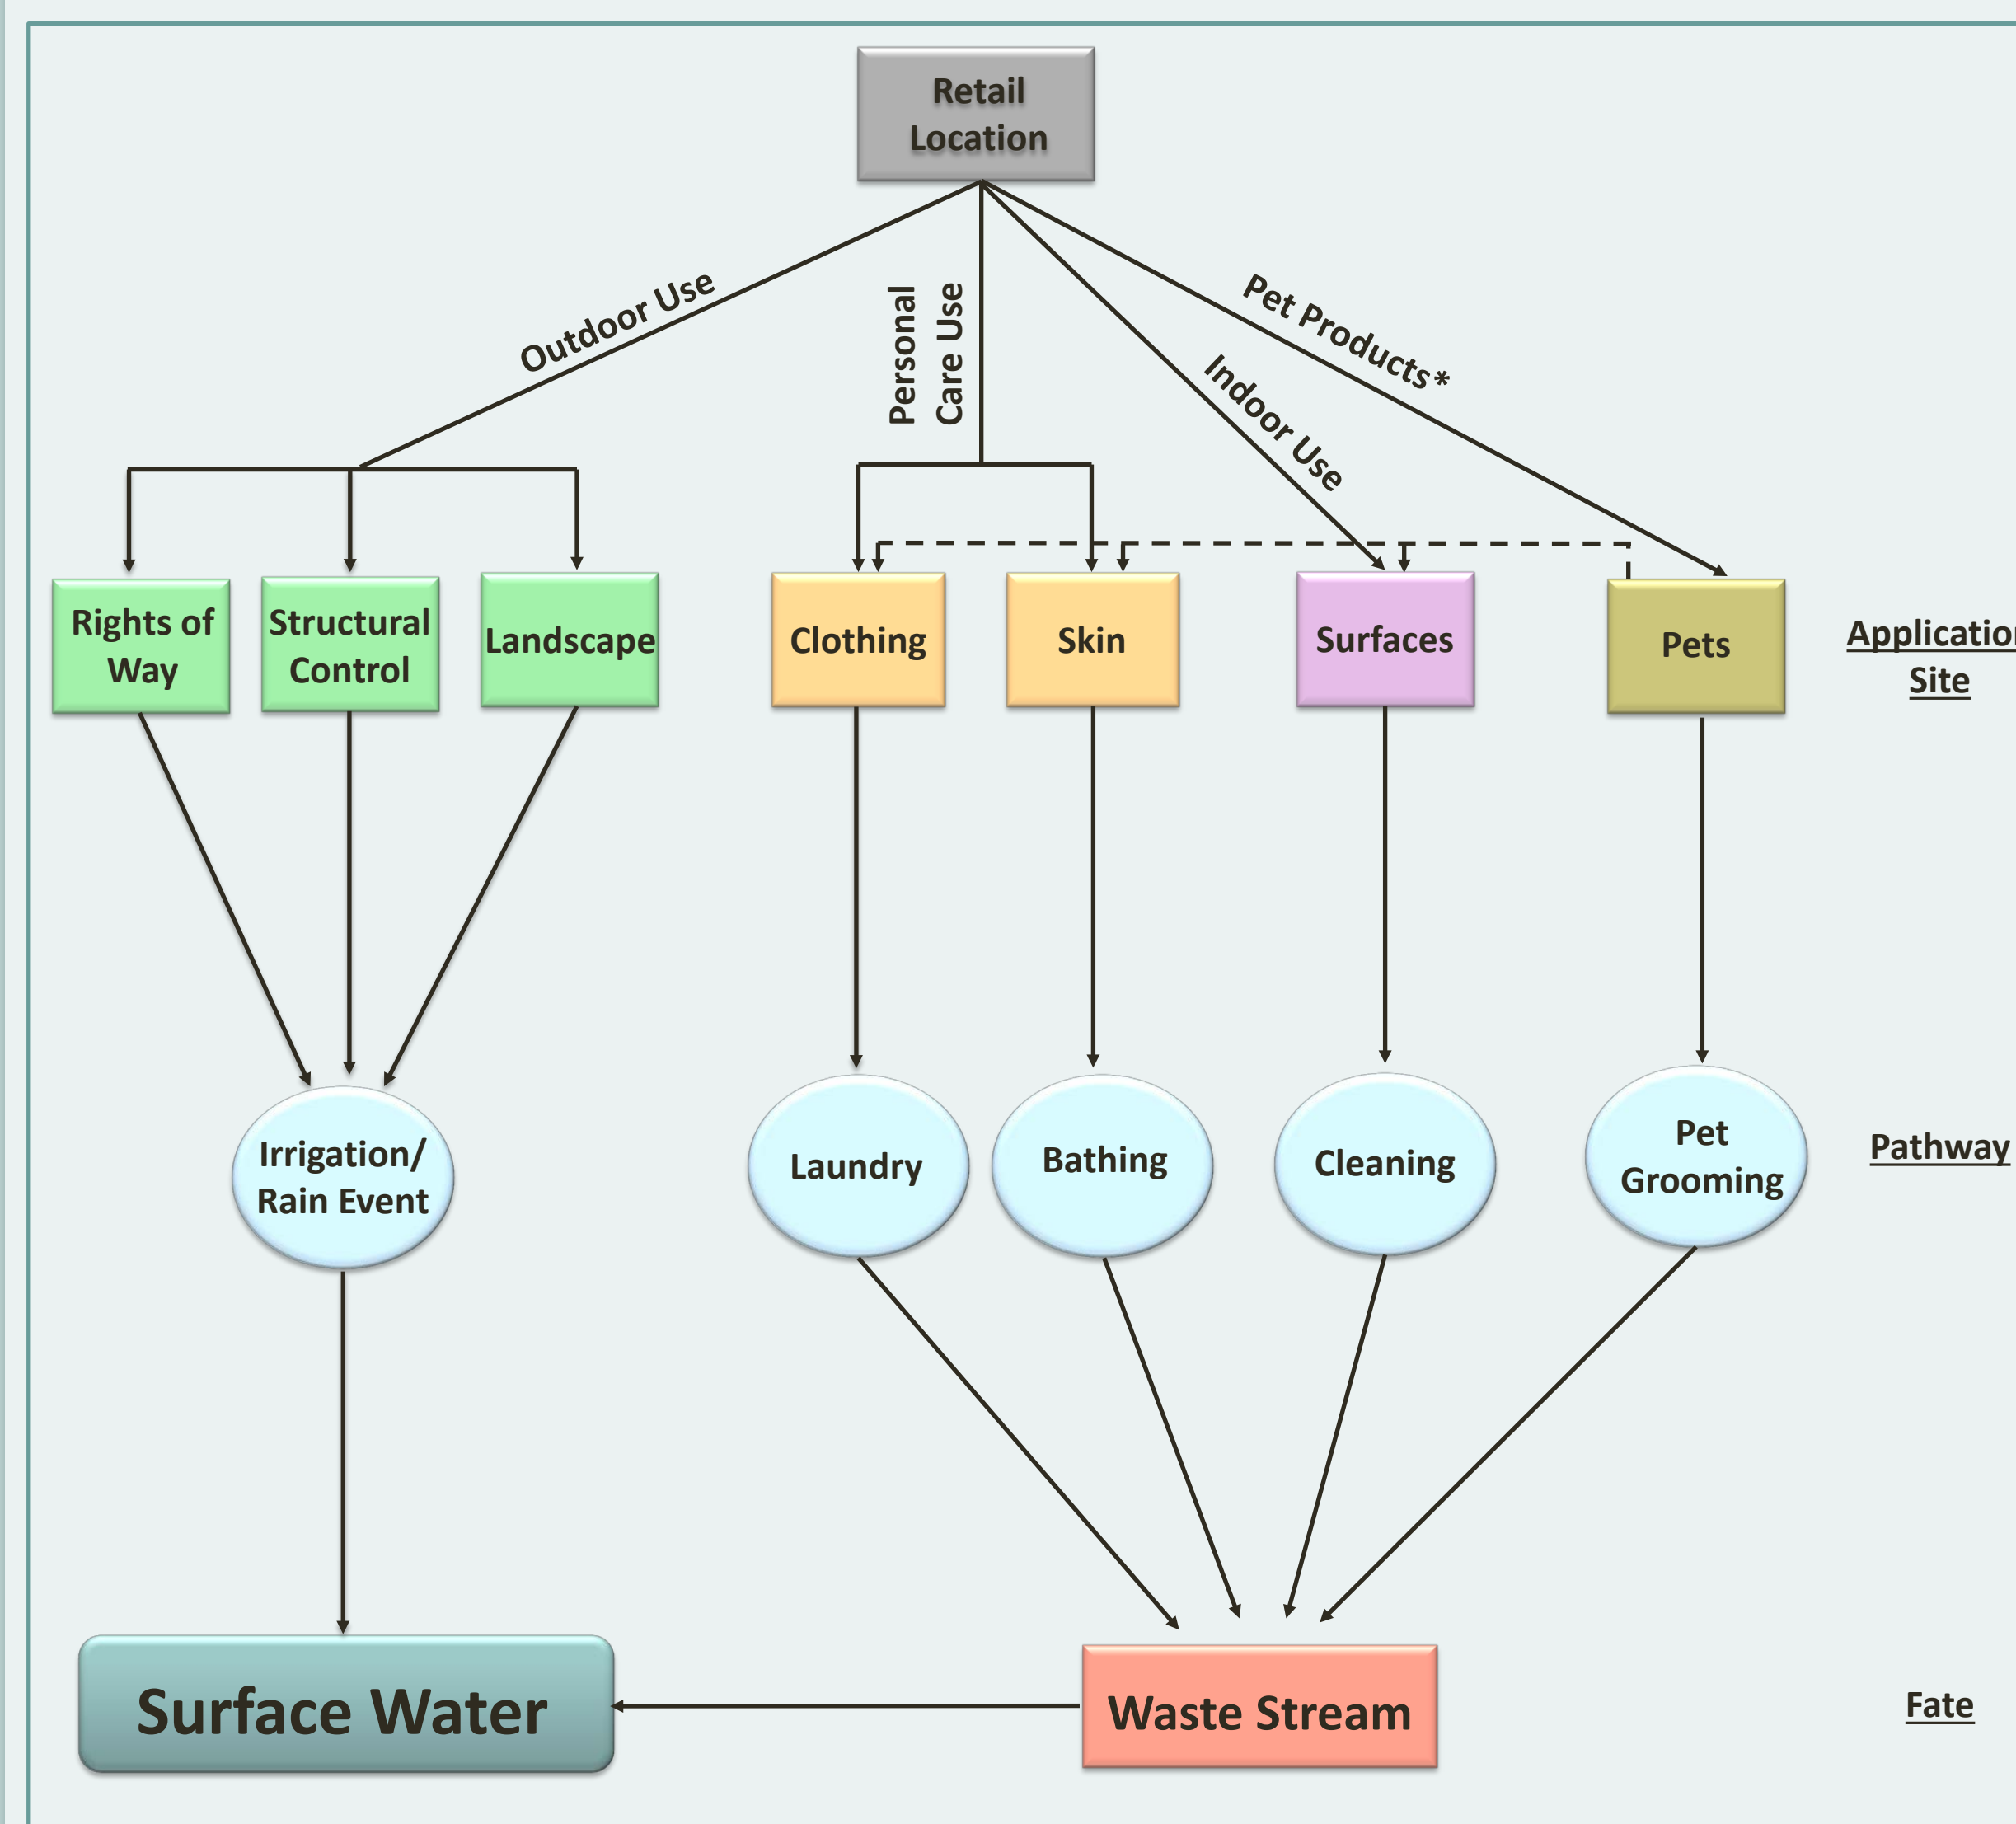 Retail
Location
Outdoor Use
Personal
Care Use
Indoor Use
Pet Products*
Rights of
Way
Structural
Control
Landscape
Clothing
Skin
Surfaces
Pets
Application
Site
Irrigation/
Rain Event
Laundry
Bathing
Cleaning
Pet
Grooming
Pathway
Surface Water
Waste Stream
Fate